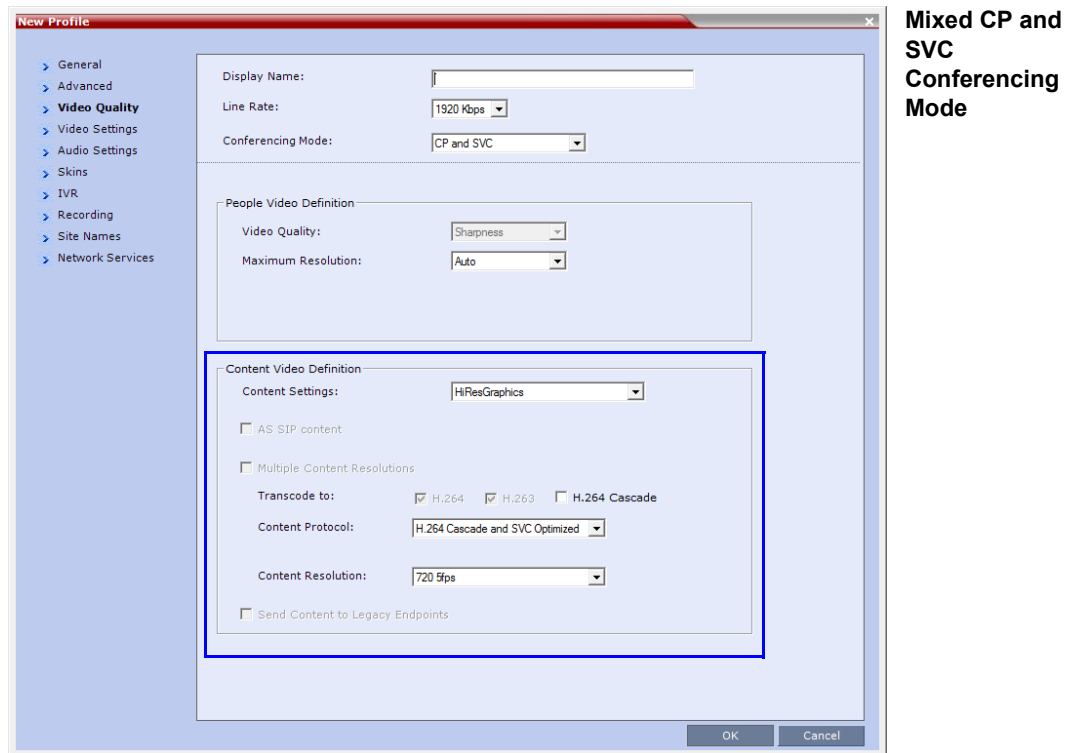 New Profile
Mixed CP and
SVC
Conferencing
Mode
General
Advanced
Video Quality
Video Settings
Audio Settings
Skins
IVR
Recording
Site Names
Network Services
Display Name:
Line Rate: 1920 Kbps
Conferencing Mode: CP and SVC
People Video Definition
Video Quality: Sharpness
Maximum Resolution: Auto
Content Video Definition
Content Settings: HiResGraphics
AS SIP content
Multiple Content Resolutions
Transcode to: H.264 H.263 H.264 Cascade
Content Protocol: H.264 Cascade and SVC Optimized
Content Resolution: 720 5fps
Send Content to Legacy Endpoints
OK Cancel